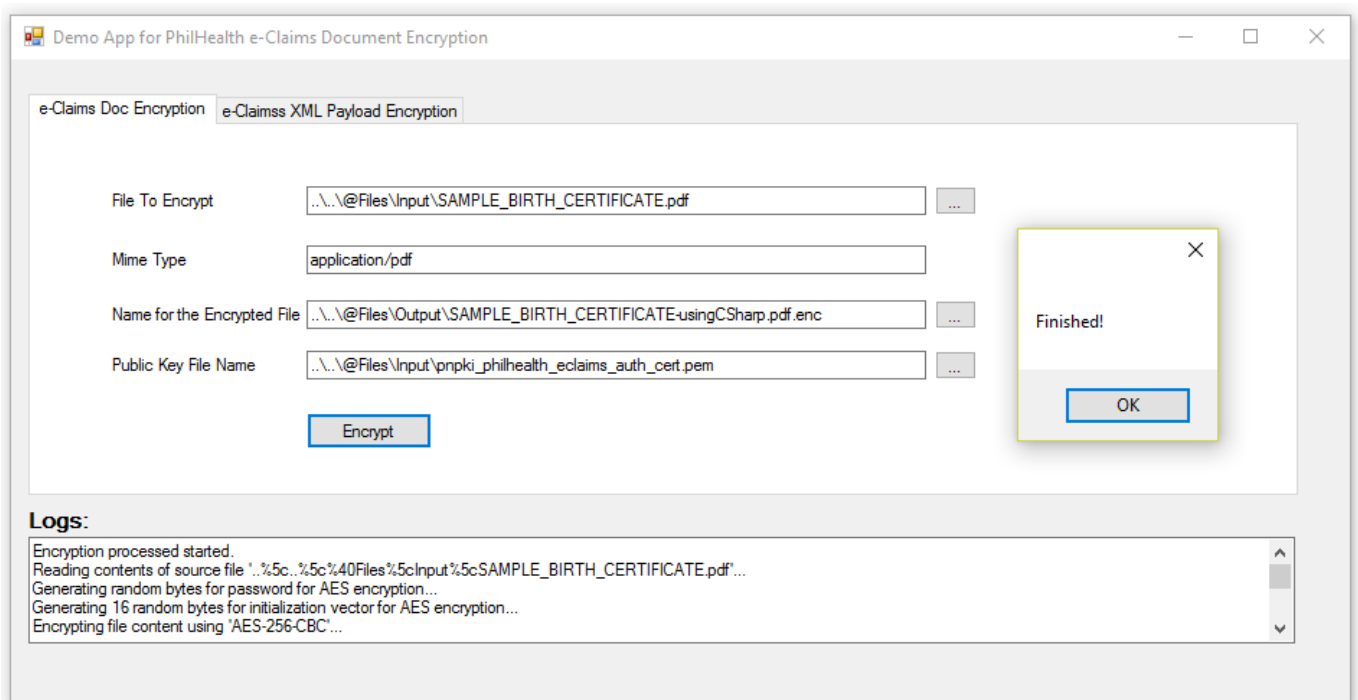 Demo App for PhilHealth e-Claims Document Encryption
e-Claims Doc Encryption
e-Claimss XML Payload Encryption
File To Encrypt
..\..\@Files\Input\SAMPLE_BIRTH_CERTIFICATE.pdf
...
Mime Type
application/pdf
Name for the Encrypted File
..\..\@Files\Output\SAMPLE_BIRTH_CERTIFICATE-usingCSharp.pdf.enc
...
Public Key File Name
..\..\@Files\Input\pnpki_philhealth_eclaims_auth_cert.pem
...
Encrypt
Finished!
OK
Logs:
Encryption processed started.
Reading contents of source file '..%5c..%5c%40Files%5cInput%5cSAMPLE_BIRTH_CERTIFICATE.pdf'...
Generating random bytes for password for AES encryption...
Generating 16 random bytes for initialization vector for AES encryption...
Encrypting file content using 'AES-256-CBC'...